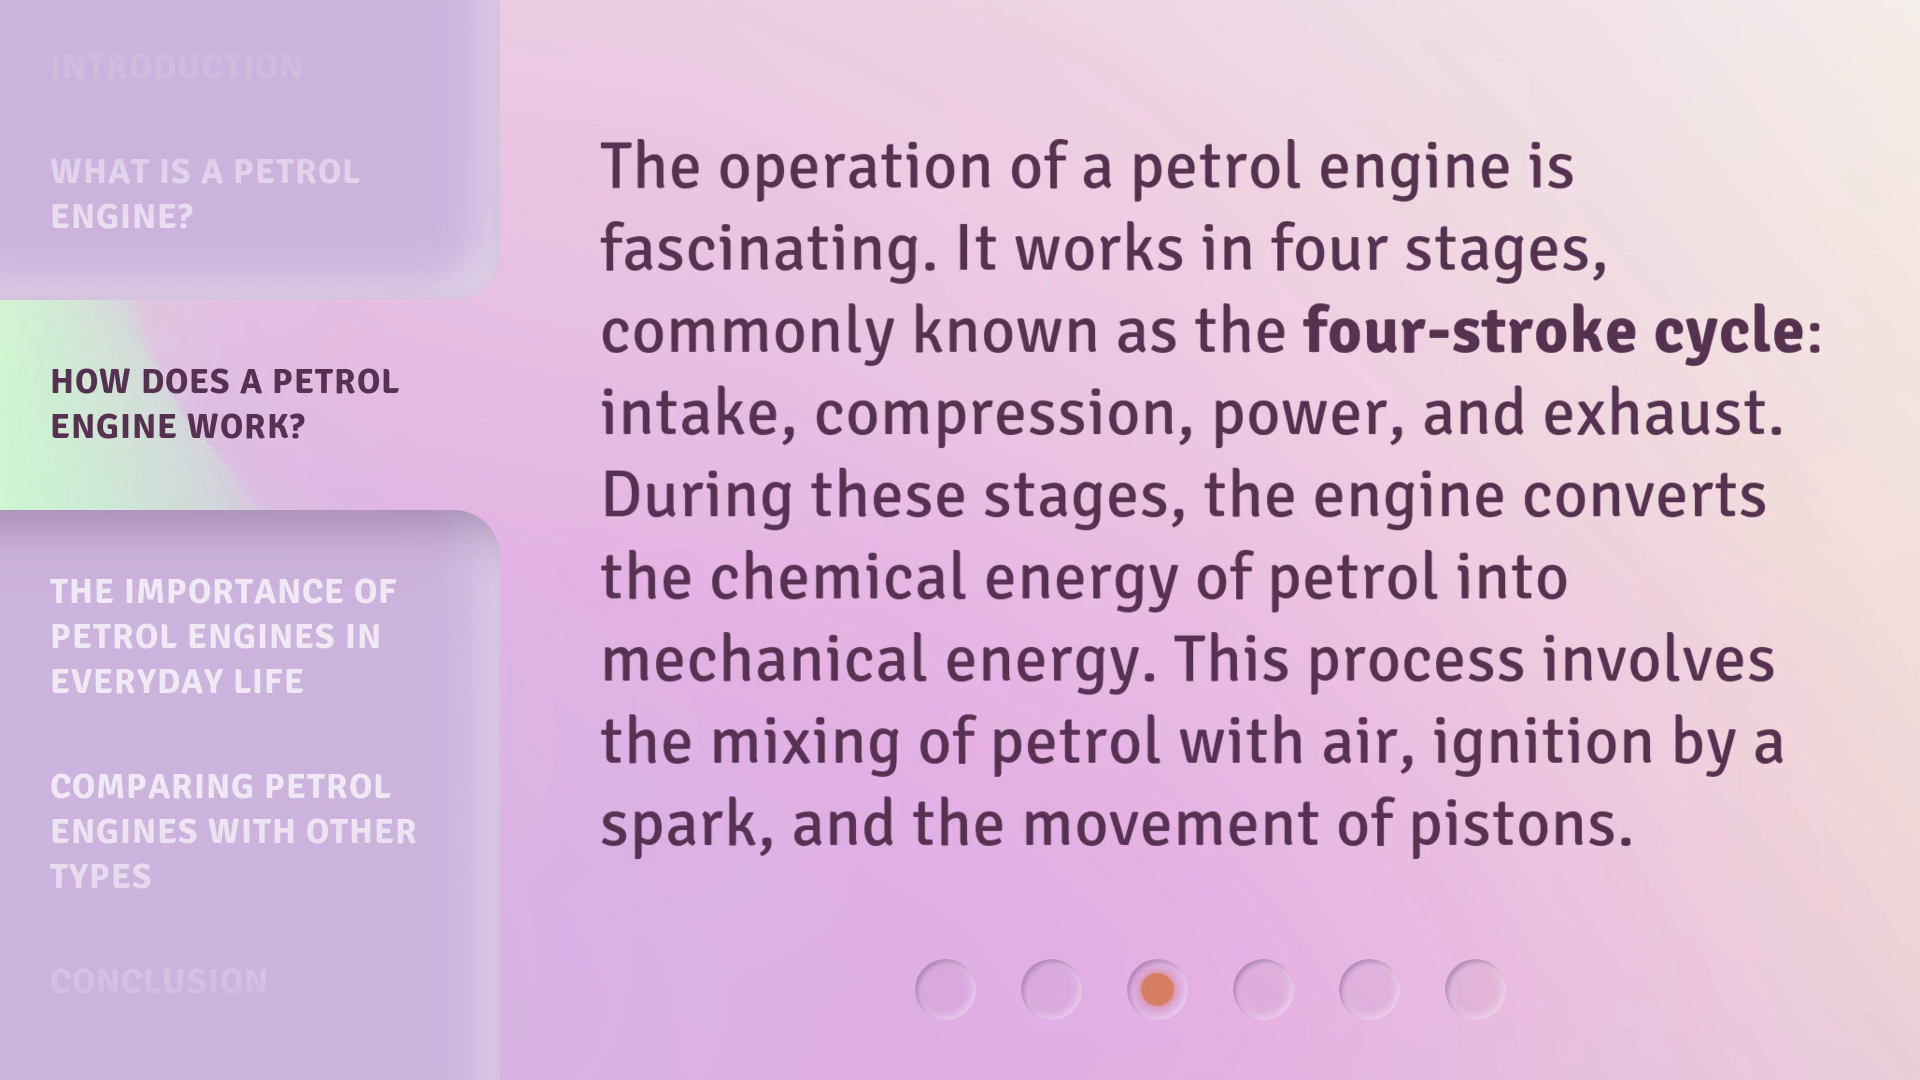 INTRODUCTION
WHAT IS A PETROL
ENGINE?
HOW DOES A PETROL
ENGINE WORK?
THE IMPORTANCE OF
PETROL ENGINES IN
EVERYDAY LIFE
COMPARING PETROL
ENGINES WITH OTHER
TYPES
CONCLUSION
The operation of a petrol engine is
fascinating. It works in four stages,
commonly known as the four-stroke cycle:
intake, compression, power, and exhaust.
During these stages, the engine converts
the chemical energy of petrol into
mechanical energy. This process involves
the mixing of petrol with air, ignition by a
spark, and the movement of pistons.